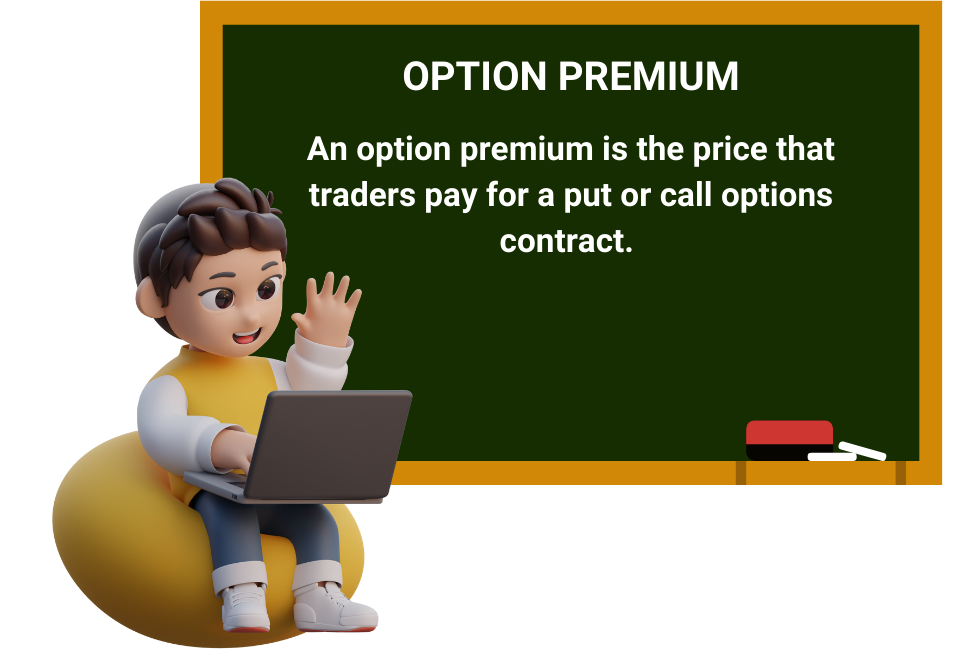 OPTION PREMIUM
An option premium is the price that
traders pay for a put or call options
contract.